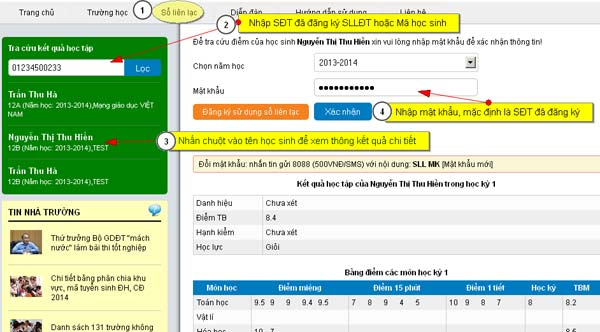 Trang chủ Trường học 1 Sổ liên lạc Diễn đàn Hướng dẫn sử dụng Liên hệ
2 Nhập SĐT đã đăng ký SLLĐT hoặc Mã học sinh
Tra cứu kết quả học tập
01234500233 Lọc
Trần Thu Hà
12A (Năm học: 2013-2014),Mạng giáo dục VIỆT NAM
Nguyễn Thị Thu Hiền
12B (Năm học: 2013-2014),TEST
Trần Thu Hà
12B (Năm học: 2013-2014),TEST
3 Nhấn chuột vào tên học sinh để xem thông kết quả chi tiết
Để tra cứu điểm của học sinh Nguyễn Thị Thu Hiền xin vui lòng nhập mật khẩu để xác nhận thông tin!
Chọn năm học 2013-2014
Mật khẩu
Đăng ký sử dụng sổ liên lạc Xác nhận
4 Nhập mật khẩu, mặc định là SĐT đã đăng ký
Đổi mật khẩu: nhắn tin gửi 8088 (500VNĐ/SMS) với nội dung: SLL MK [Mật khẩu mới]
Kết quả học tập của Nguyễn Thị Thu Hiền trong học kỳ 1
Danh hiệu Chưa xét
Điểm TB 8.4
Hạnh kiểm Chưa xét
Học lực Giỏi
Bảng điểm các môn học kỳ 1
Môn học Điểm miệng Điểm 15 phút Điểm 1 tiết Học kỳ TBM
Toán học 9.5 9 9 9.4 9.5 7 8 9 4 5 10 9 8 7 8 8.2
Vật lí
TIN NHÀ TRƯỜNG
Thứ trưởng Bộ GDĐT "mách nước" làm bài thi tốt nghiệp
Chi tiết bảng phân chia khu vực, mã tuyển sinh ĐH, CĐ 2014
Danh sách 131 trường không